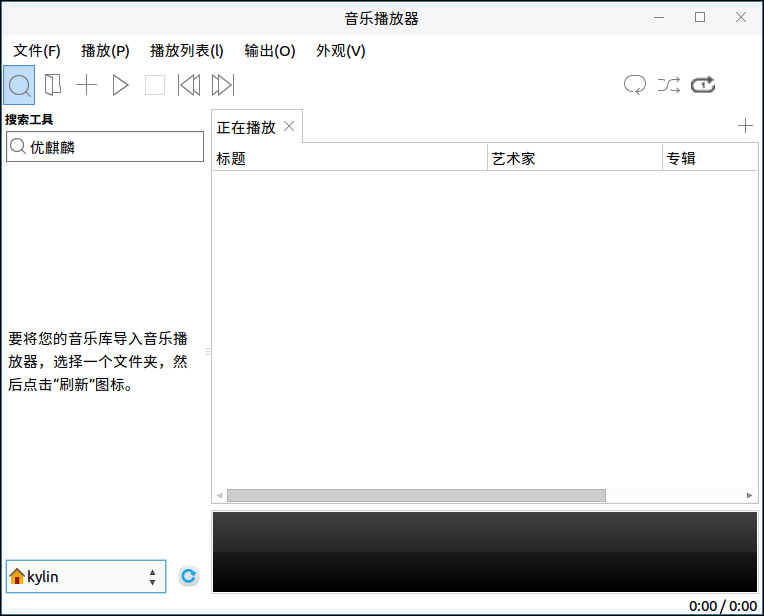 音乐播放器
文件(F) 播放(P) 播放列表(l) 输出(O) 外观(V)
搜索工具
优麒麟
正在播放
标题 艺术家 专辑
要将您的音乐库导入音乐播
放器，选择一个文件夹，然
后点击“刷新”图标。
kylin
0:00 / 0:00